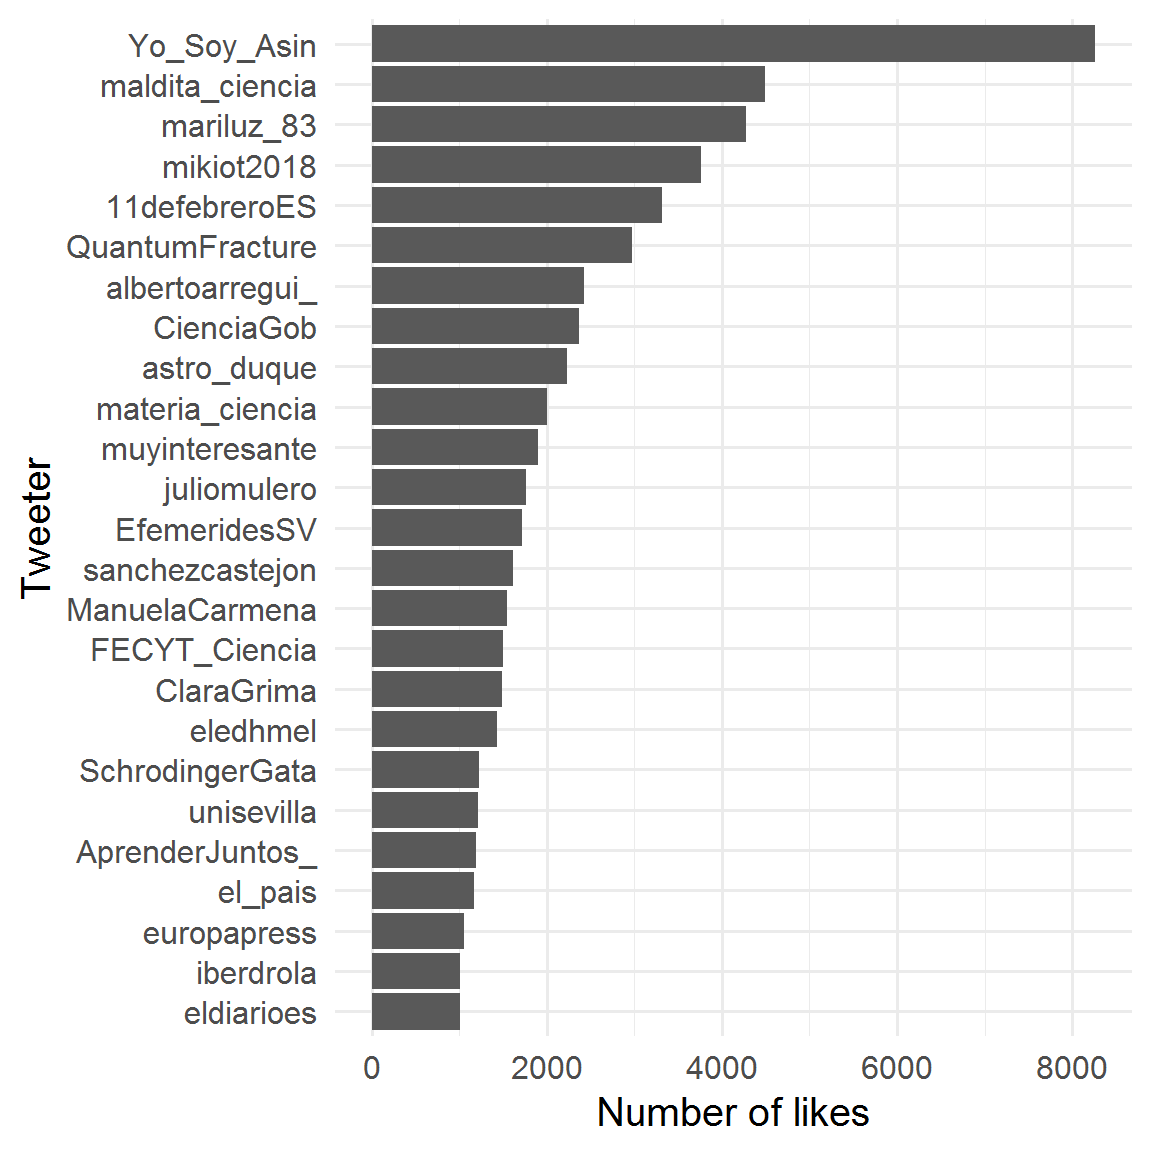 Yo_Soy_Asin
maldita_ciencia
mariluz_83
mikiot2018
11defebreroES
QuantumFracture
albertoarregui_
CienciaGob
astro_duque
materia_ciencia
muyinteresante
juliomulero
EfemeridesSV
sanchezcastejon
ManuelaCarmena
FECYT_Ciencia
ClaraGrima
eledhmel
SchrodingerGata
unisevilla
AprenderJuntos_
el_pais
europapress
iberdrola
eldiarioes
Tweeter
0 2000 4000 6000 8000
Number of likes